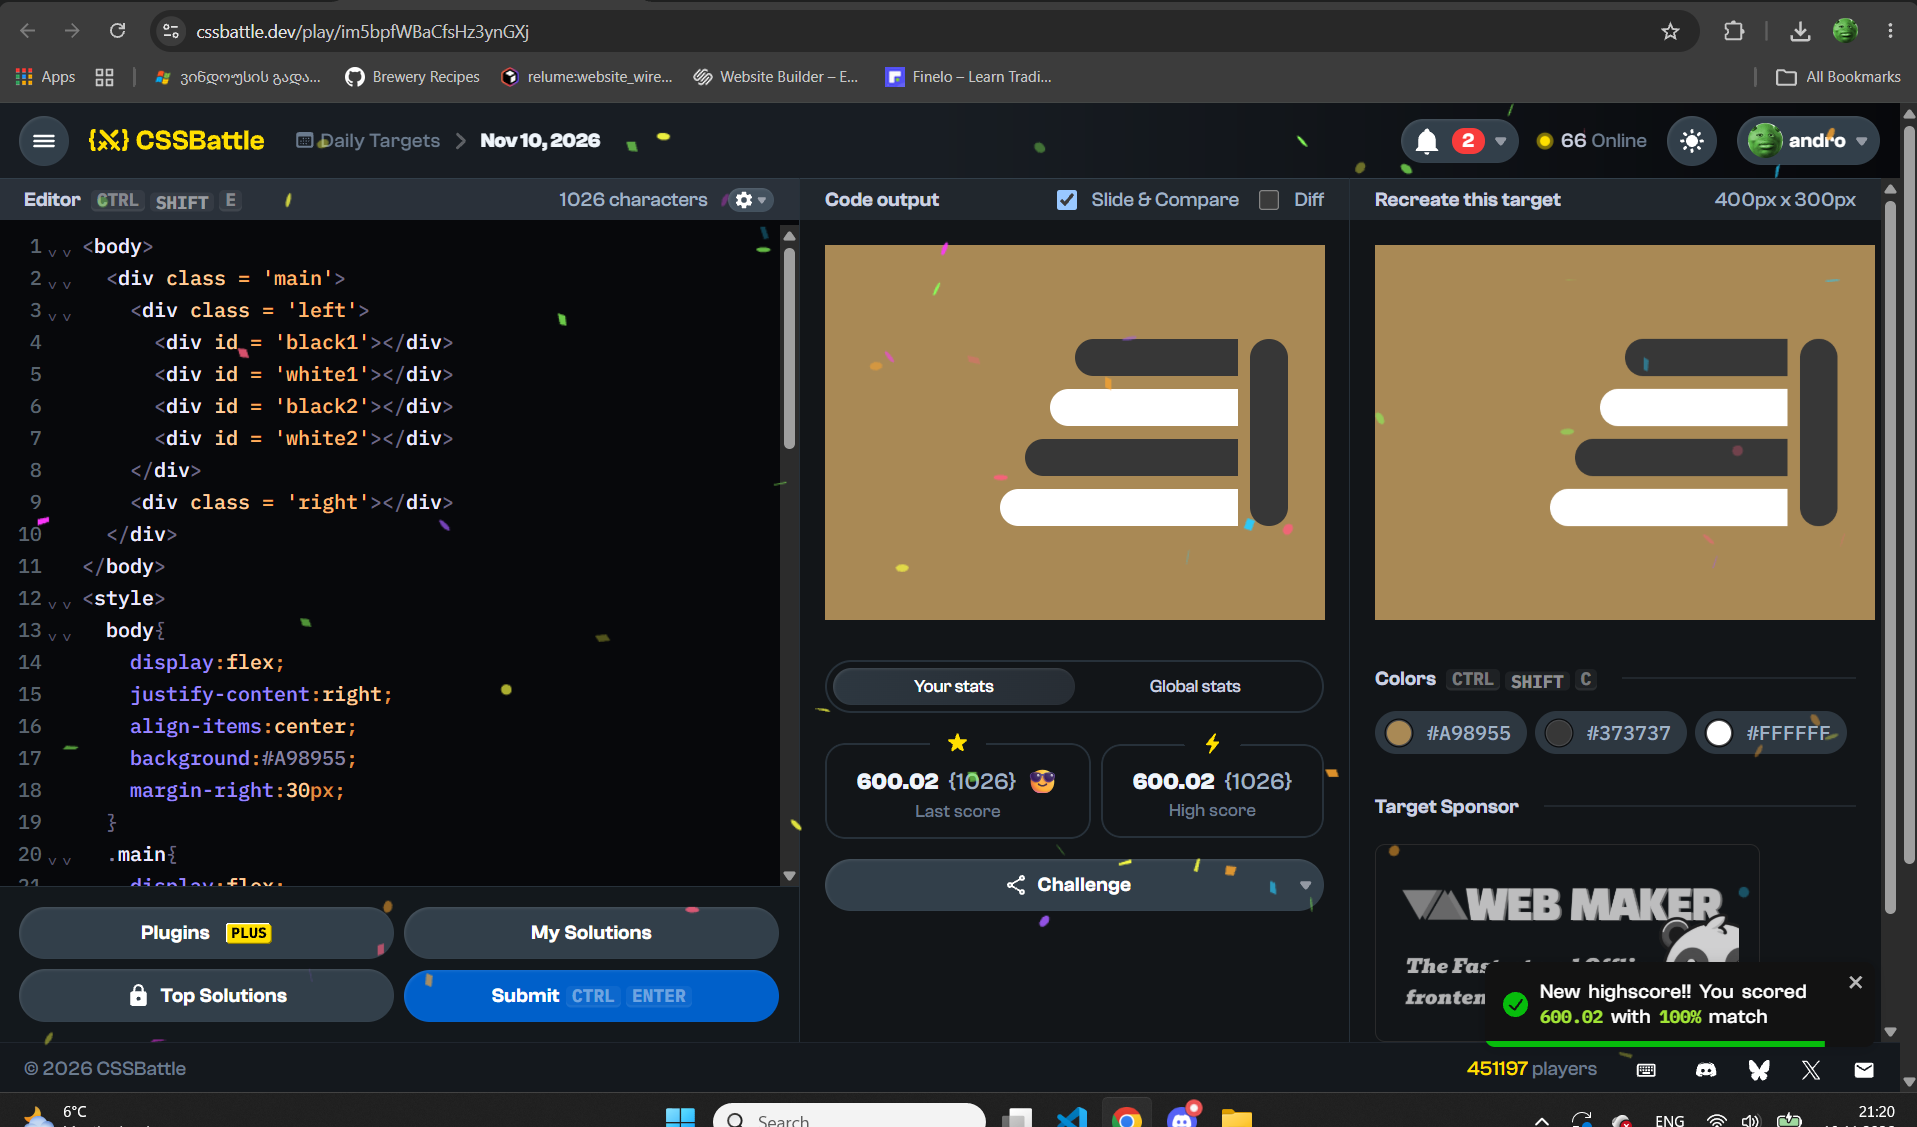 cssbattle.dev/play/im5bpfWBaCfsHz3ynGXj
Apps
ვინდოუსის გადა...
Brewery Recipes
relume:website_wire...
Website Builder – E...
Finelo – Learn Tradi...
All Bookmarks
{X} CSSBattle
Daily Targets
Nov 10, 2026
2
66 Online
andro
Editor CTRL SHIFT E
1026 characters
Code output
Slide & Compare
Diff
Recreate this target
400px x 300px
1 <body>
2 <div class = 'main'>
3 <div class = 'left'>
4 <div id = 'black1'></div>
5 <div id = 'white1'></div>
6 <div id = 'black2'></div>
7 <div id = 'white2'></div>
8 </div>
9 <div class = 'right'></div>
10 </div>
11 </body>
12 <style>
13 body{
14 display:flex;
15 justify-content:right;
16 align-items:center;
17 background:#A98955;
18 margin-right:30px;
19 }
20 .main{
21 display:flex;
Plugins PLUS
My Solutions
Top Solutions
Submit CTRL ENTER
Your stats
Global stats
600.02 {1026}
Last score
600.02 {1026}
High score
Challenge
Colors CTRL SHIFT C
#A98955
#373737
#FFFFFF
Target Sponsor
WEB MAKER
The
fronten
New highscore!! You scored
600.02 with 100% match
© 2026 CSSBattle
451197 players
6°C
Search
ENG
21:20